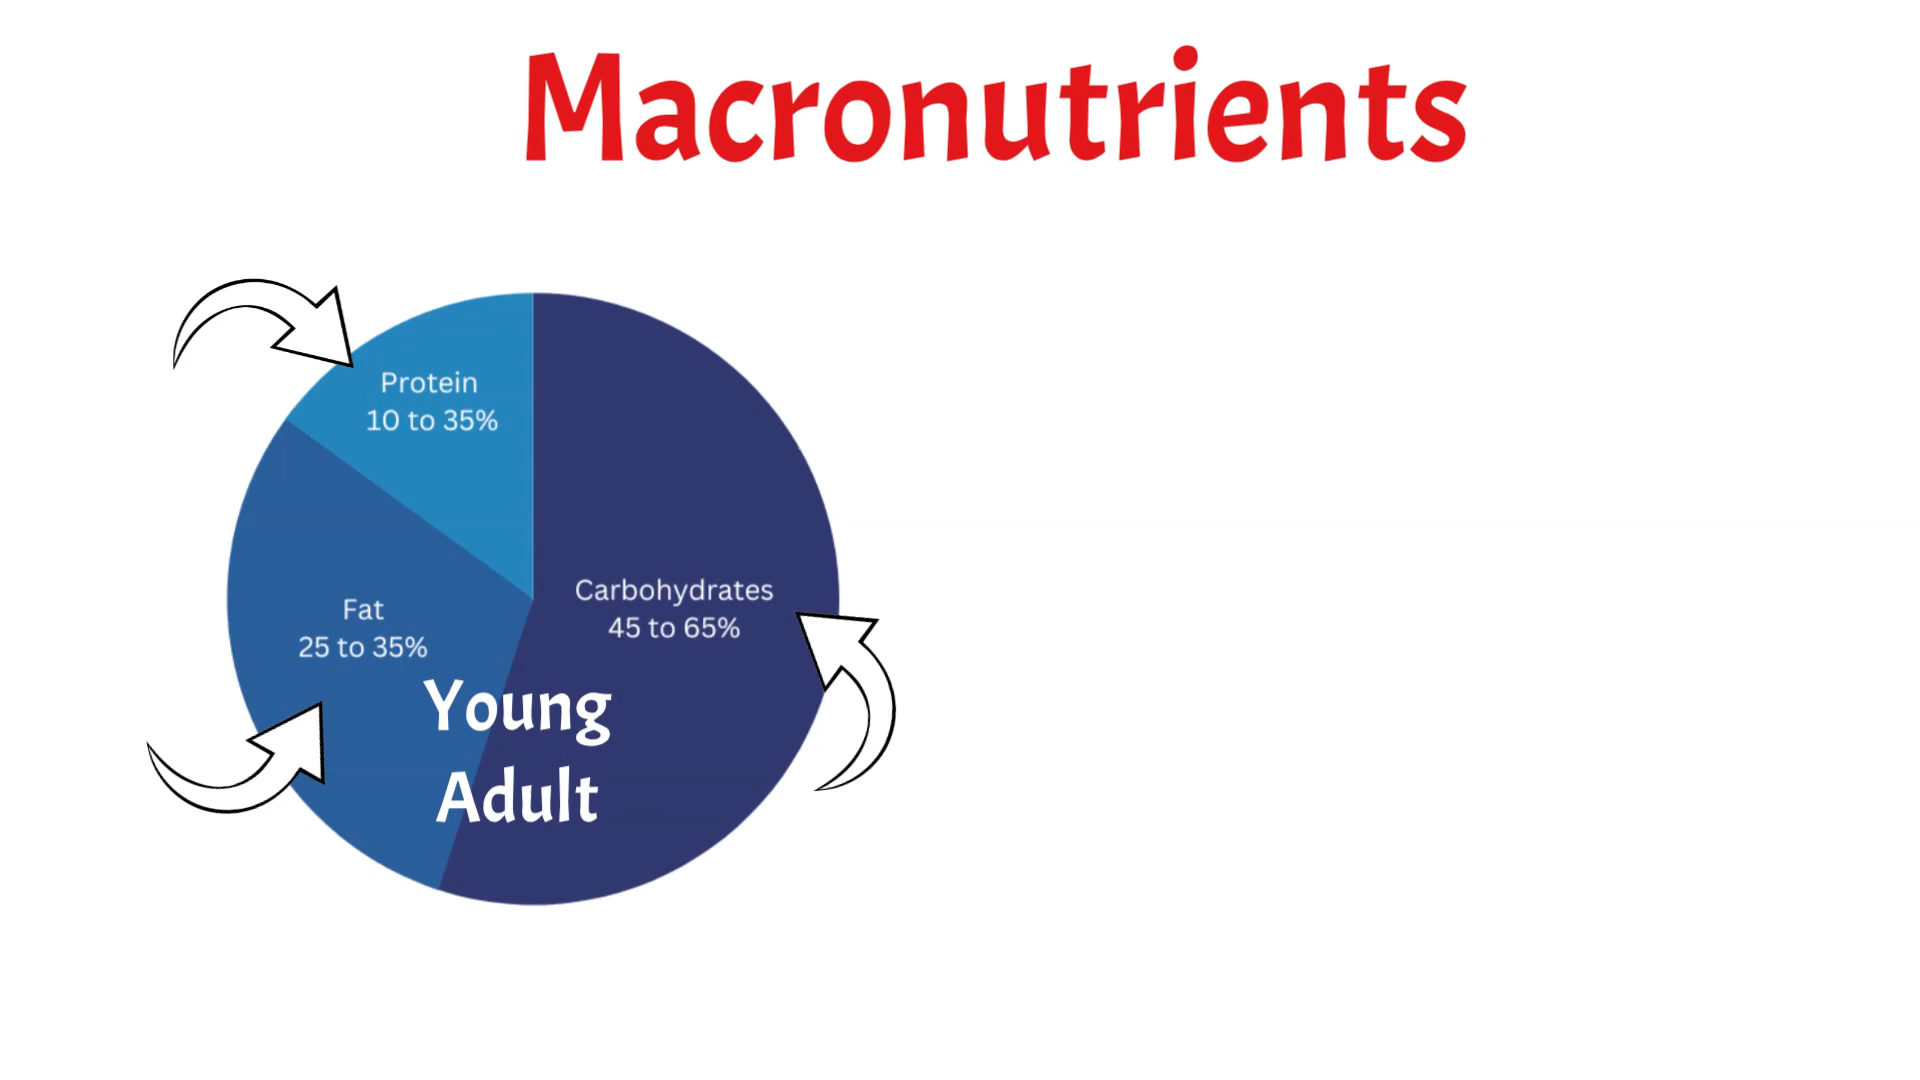 Macronutrients
Protein
10 to 35%
Carbohydrates
45 to 65%
Fat
25 to 35%
Young
Adult